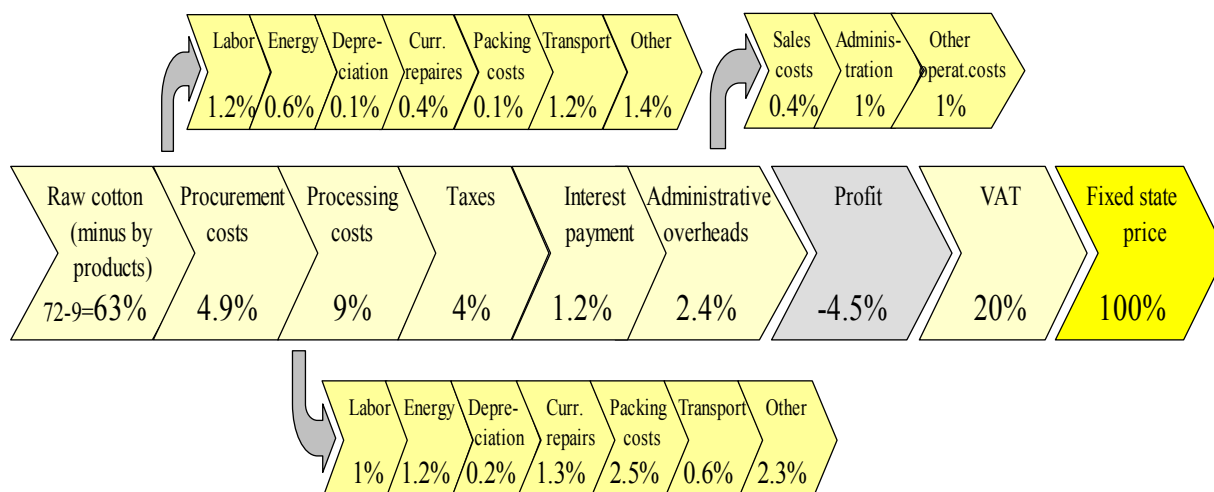 Labor Energy Depre- Curr. Packing Transport Other
ciation repaires costs
1.2% 0.6% 0.1% 0.4% 0.1% 1.2% 1.4%
Sales Adminis- Other
costs tration operat.costs
0.4% 1% 1%
Raw cotton Procurement Processing Taxes Interest Administrative Profit VAT Fixed state
(minus by costs costs payment overheads price
products)
72-9=63% 4.9% 9% 4% 1.2% 2.4% -4.5% 20% 100%
Labor Energy Depre- Curr. Packing Transport Other
ciation repairs costs
1% 1.2% 0.2% 1.3% 2.5% 0.6% 2.3%